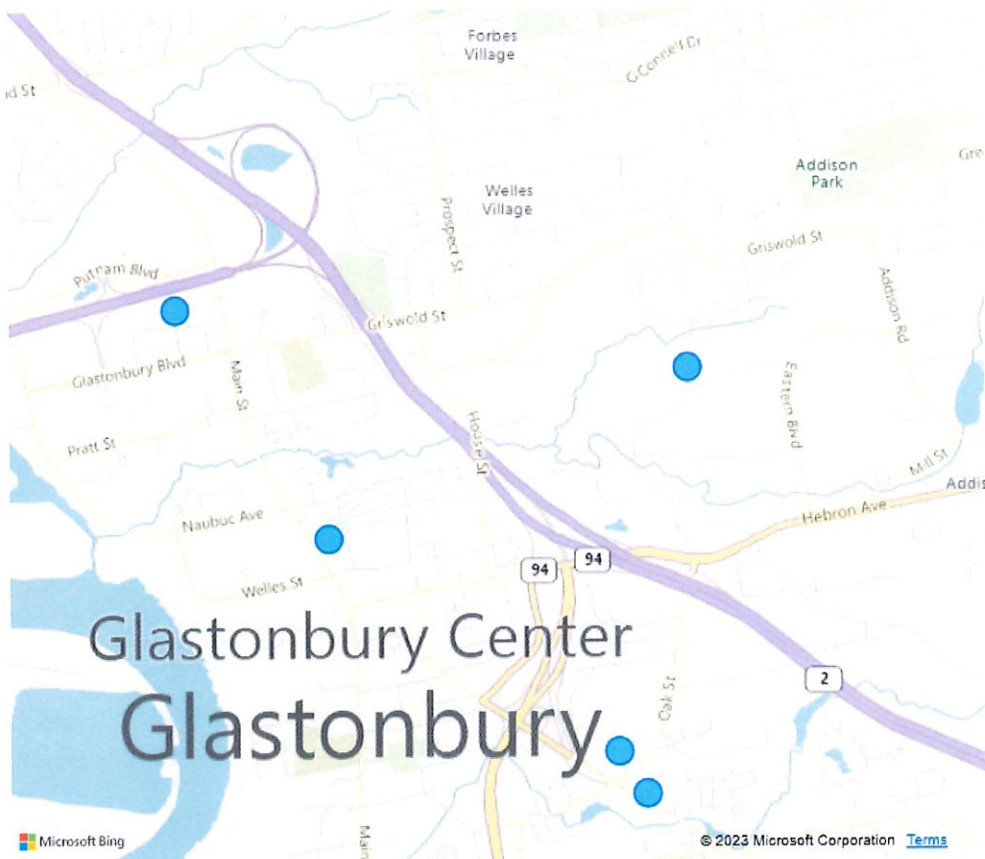 Forbes
Village
G Connell Dr
nd St
Addison
Park
Gre
Welles
Village
Prospect St
Griswold St
Putnam Blvd
Addison Rd
Griswold St
Glastonbury Blvd
Main St
Eastern Blvd
House St
Pratt St
Mill St
Addis
Naubuc Ave
Hebron Ave
94
94
Welles St
Glastonbury Center
Glastonbury
2
Oak St
Main
Microsoft Bing
© 2023 Microsoft Corporation Terms